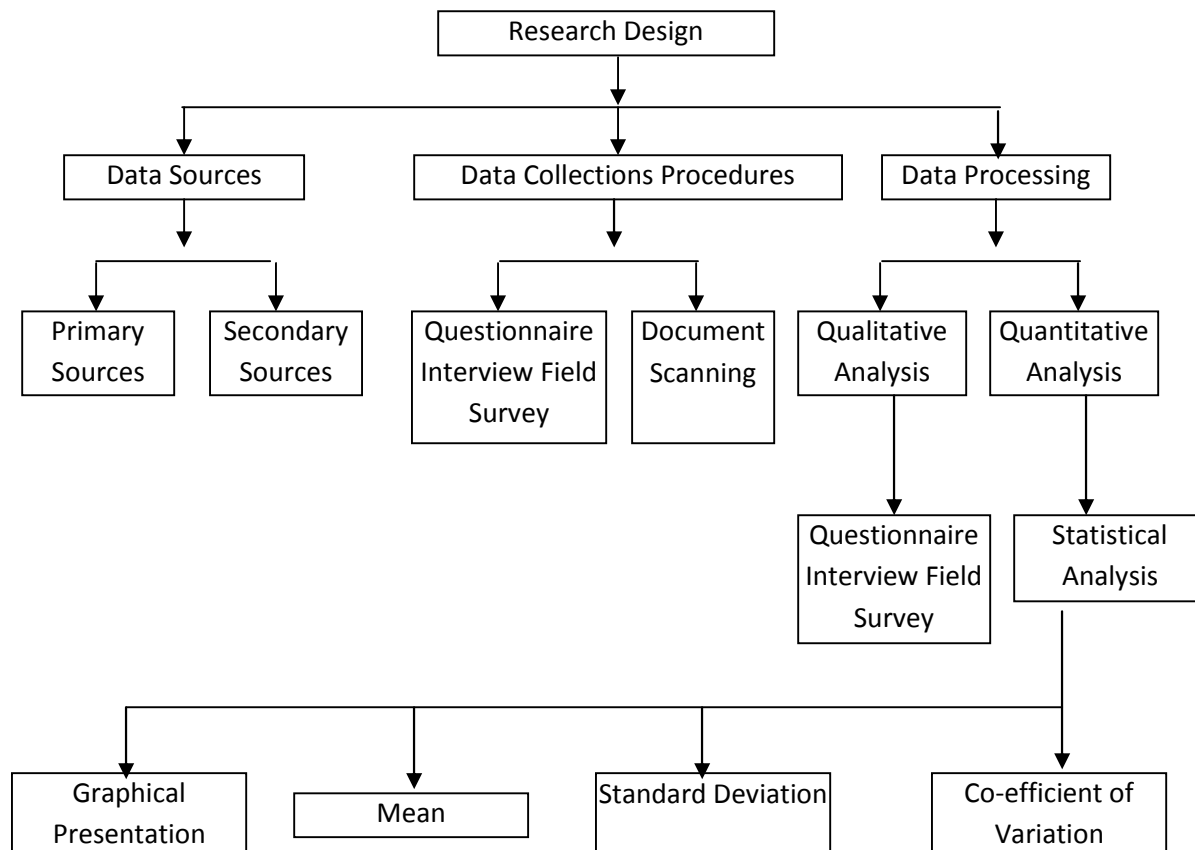 Research Design
Data Sources
Data Collections Procedures
Data Processing
Primary
Sources
Secondary
Sources
Questionnaire
Interview Field
Survey
Document
Scanning
Qualitative
Analysis
Quantitative
Analysis
Questionnaire
Interview Field
Survey
Statistical
Analysis
Graphical
Presentation
Mean
Standard Deviation
Co-efficient of
Variation